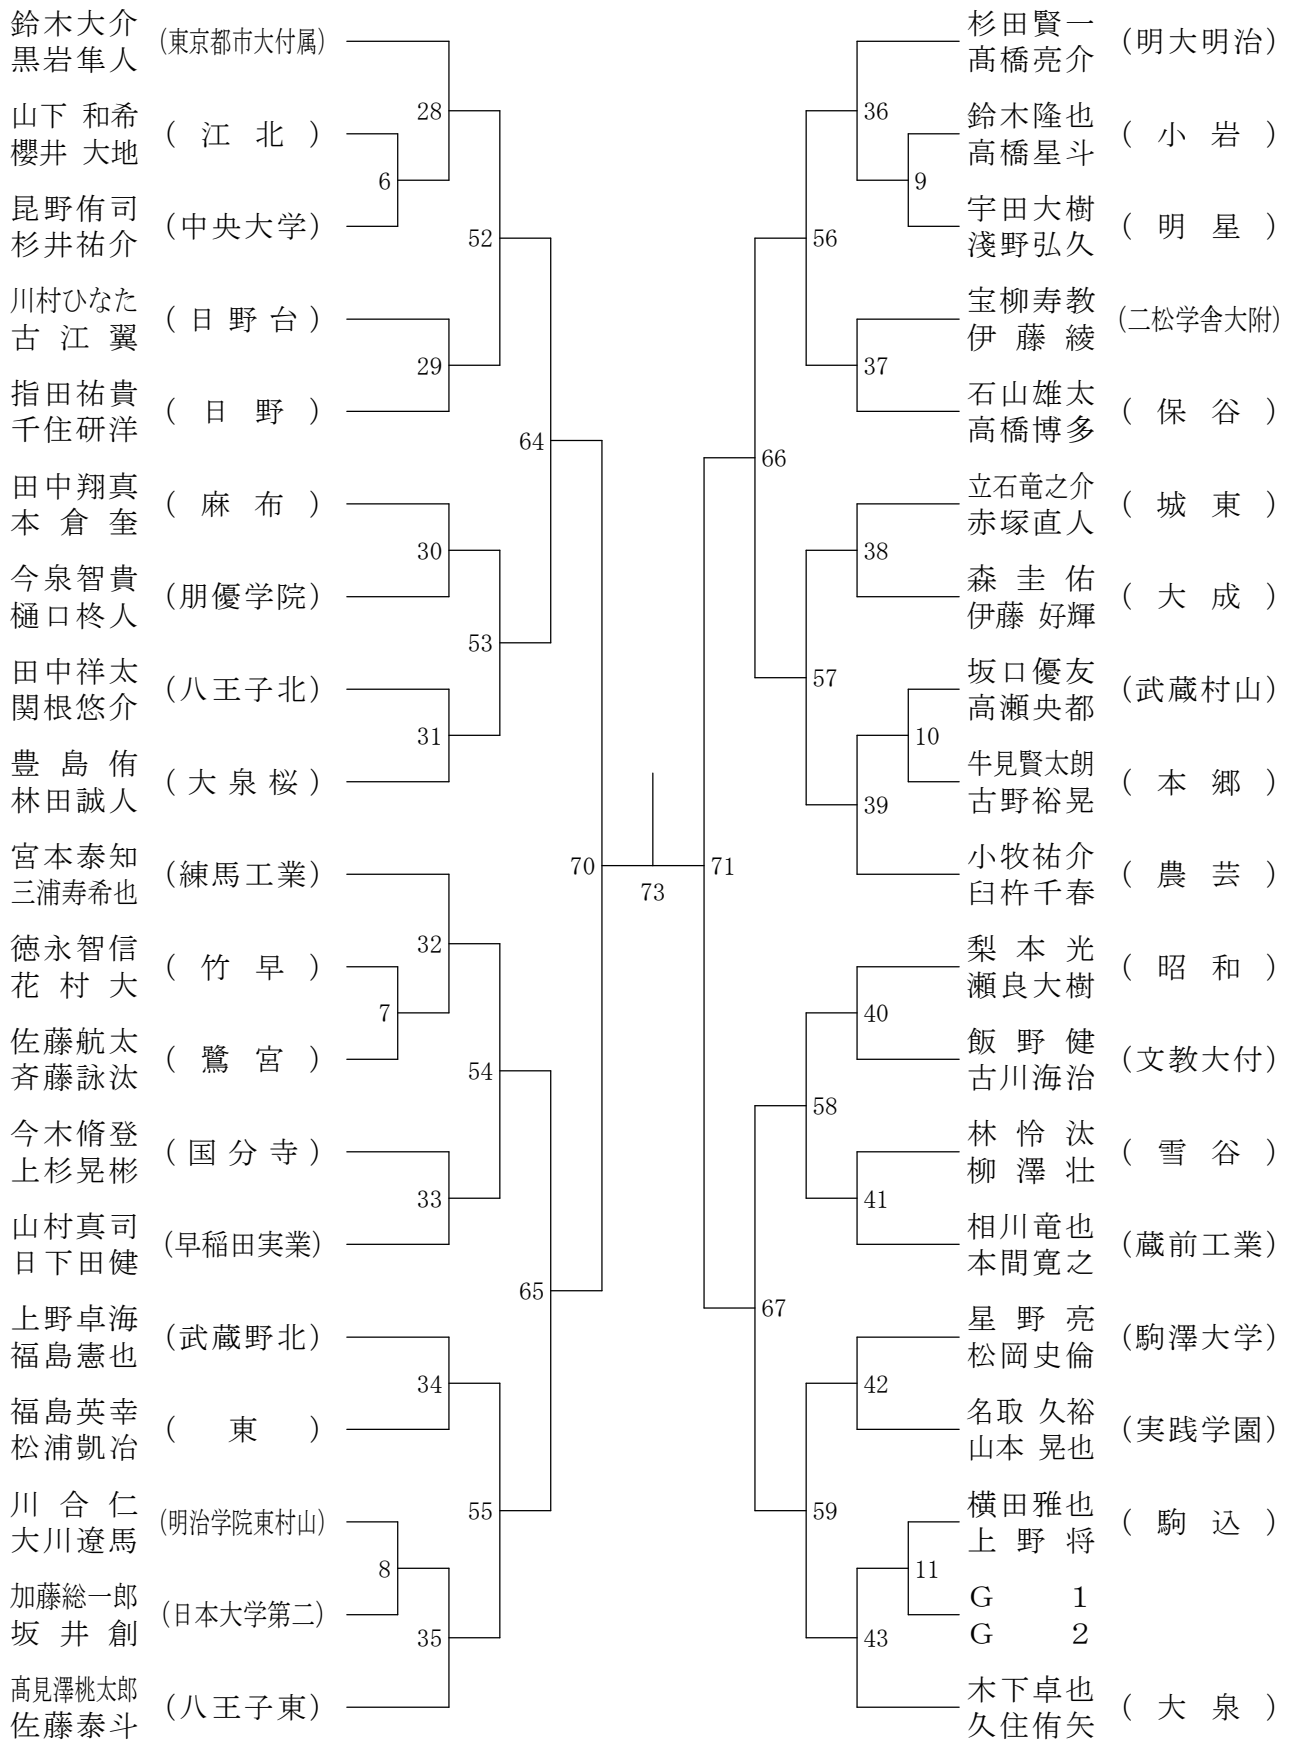 鈴木大介
黒岩隼人
(東京都市大付属)
山下 和希
櫻井 大地
( 江 北 )
昆野侑司
杉井祐介
(中央大学)
川村ひなた
古 江 翼
( 日 野 台 )
指田祐貴
千住研洋
( 日 野 )
田中翔真
本 倉 奎
( 麻 布 )
今泉智貴
樋口柊人
(朋優学院)
田中祥太
関根悠介
(八王子北)
豊 島 侑
林田誠人
( 大 泉 桜 )
宮本泰知
三浦寿希也
(練馬工業)
徳永智信
花 村 大
( 竹 早 )
佐藤航太
斉藤詠汰
( 鷺 宮 )
今木脩登
上杉晃彬
( 国 分 寺 )
山村真司
日下田健
(早稲田実業)
上野卓海
福島憲也
(武蔵野北)
福島英幸
松浦凱冶
( 東 )
川 合 仁
大川遼馬
(明治学院東村山)
加藤総一郎
坂 井 創
(日本大学第二)
髙見澤桃太郎
佐藤泰斗
(八王子東)
6
7
8
28
29
30
31
32
33
34
35
52
53
54
55
64
65
70
73
71
66
67
56
57
58
59
36
37
38
39
40
41
42
43
9
10
11
杉田賢一
髙橋亮介
(明大明治)
鈴木隆也
高橋星斗
( 小 岩 )
宇田大樹
淺野弘久
( 明 星 )
宝柳寿教
伊 藤 綾
(二松学舎大附)
石山雄太
高橋博多
( 保 谷 )
立石竜之介
赤塚直人
( 城 東 )
森 圭 佑
伊藤 好輝
( 大 成 )
坂口優友
高瀬央都
(武蔵村山)
牛見賢太朗
古野裕晃
( 本 郷 )
小牧祐介
臼杵千春
( 農 芸 )
梨 本 光
瀬良大樹
( 昭 和 )
飯 野 健
古川海治
(文教大付)
林 怜 汰
柳 澤 壮
( 雪 谷 )
相川竜也
本間寛之
(蔵前工業)
星 野 亮
松岡史倫
(駒澤大学)
名取 久裕
山本 晃也
(実践学園)
横田雅也
上 野 将
( 駒 込 )
G 1
G 2
木下卓也
久住侑矢
( 大 泉 )